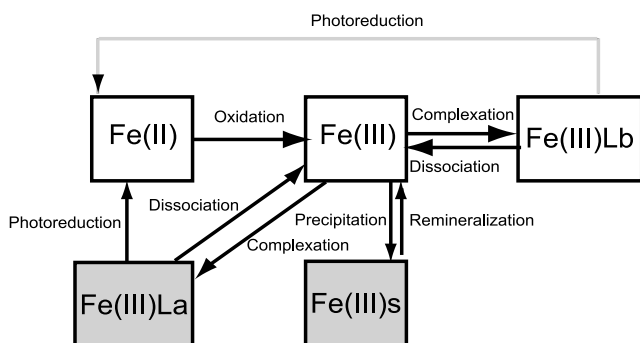 Photoreduction
Fe(II)
Oxidation
Fe(III)
Complexation
Dissociation
Fe(III)Lb
Photoreduction
Dissociation
Complexation
Precipitation
Remineralization
Fe(III)La
Fe(III)s